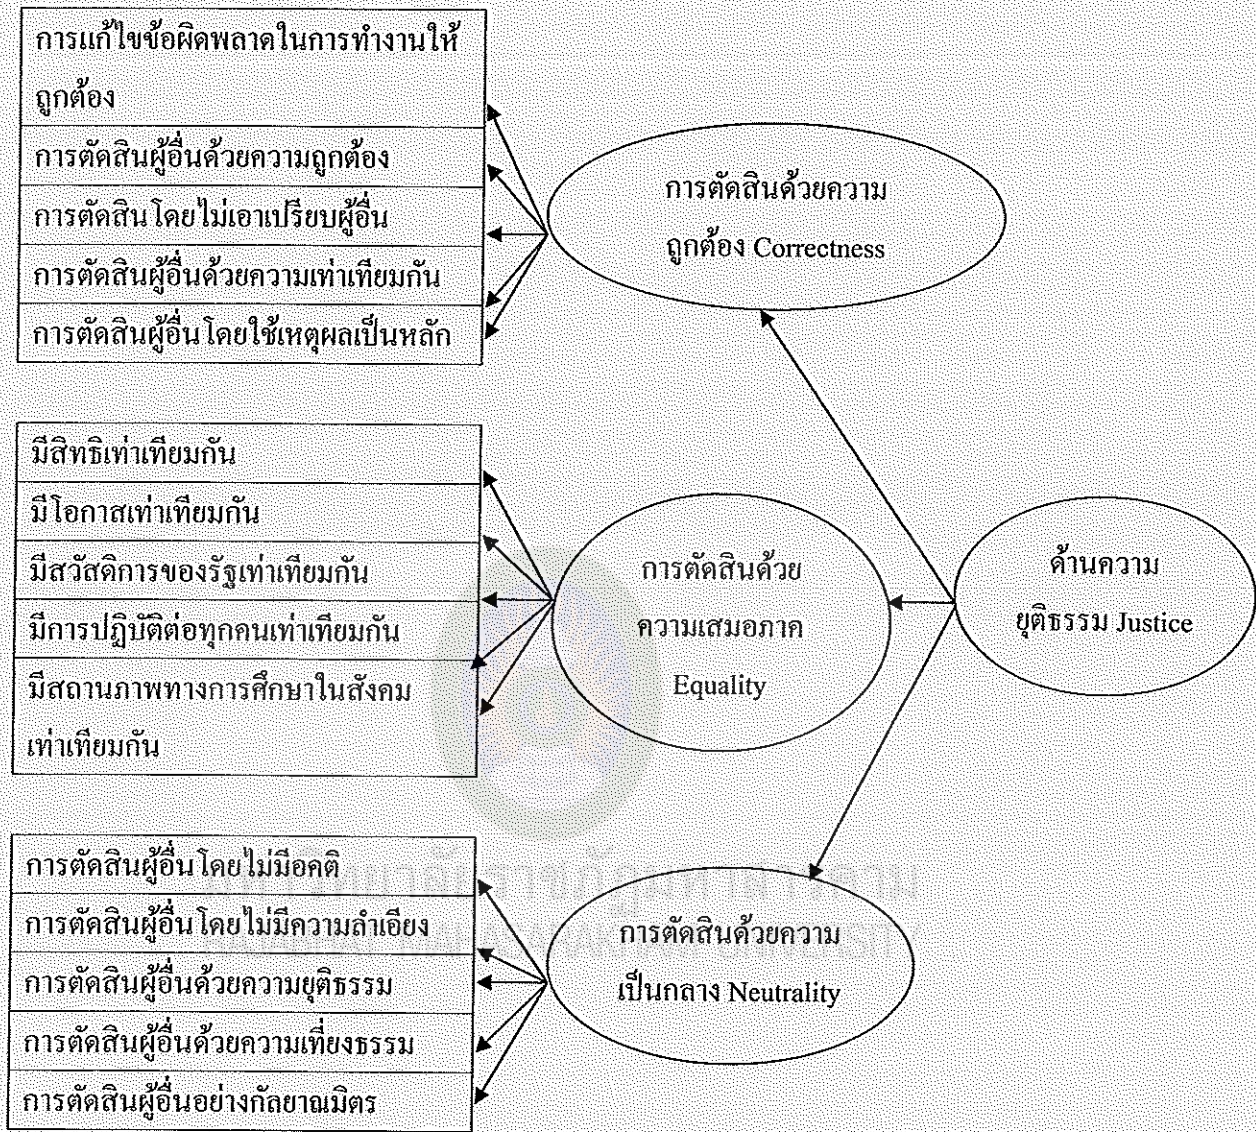 การแก้ไขข้อผิดพลาดในการทำงานให้
ถูกต้อง
การตัดสินผู้อื่นด้วยความถูกต้อง
การตัดสินโดยไม่เอาเปรียบผู้อื่น
การตัดสินผู้อื่นด้วยความเท่าเทียมกัน
การตัดสินผู้อื่นโดยใช้เหตุผลเป็นหลัก
การตัดสินด้วยความ
ถูกต้อง Correctness
มีสิทธิเท่าเทียมกัน
มีโอกาสเท่าเทียมกัน
มีสวัสดิการของรัฐเท่าเทียมกัน
มีการปฏิบัติต่อทุกคนเท่าเทียมกัน
มีสถานภาพทางการศึกษาในสังคม
เท่าเทียมกัน
การตัดสินด้วย
ความเสมอภาค
Equality
ด้านความ
ยุติธรรม Justice
การตัดสินผู้อื่นโดยไม่มีอคติ
การตัดสินผู้อื่นโดยไม่มีความลำเอียง
การตัดสินผู้อื่นด้วยความยุติธรรม
การตัดสินผู้อื่นด้วยความเที่ยงธรรม
การตัดสินผู้อื่นอย่างกัลยาณมิตร
การตัดสินด้วยความ
เป็นกลาง Neutrality